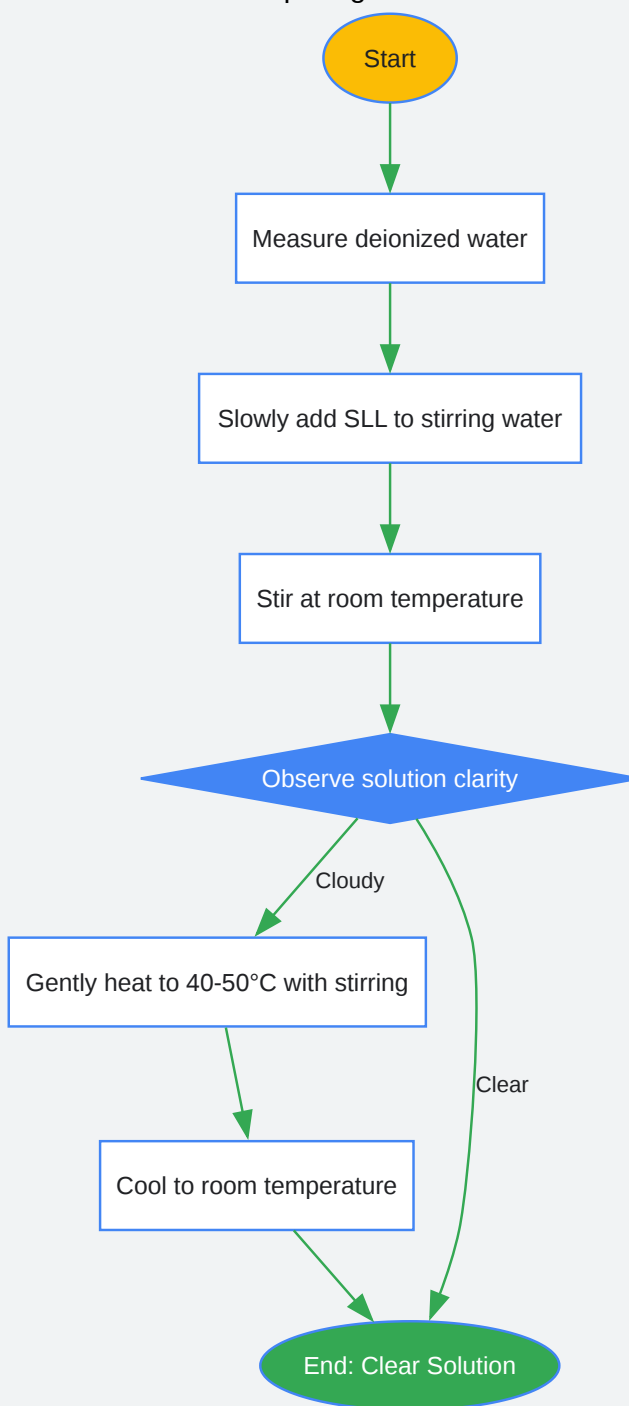 Start
Measure deionized water
Slowly add SLL to stirring water
Stir at room temperature
Observe solution clarity
Cloudy
Gently heat to 40-50°C with stirring
Clear
Cool to room temperature
End: Clear Solution